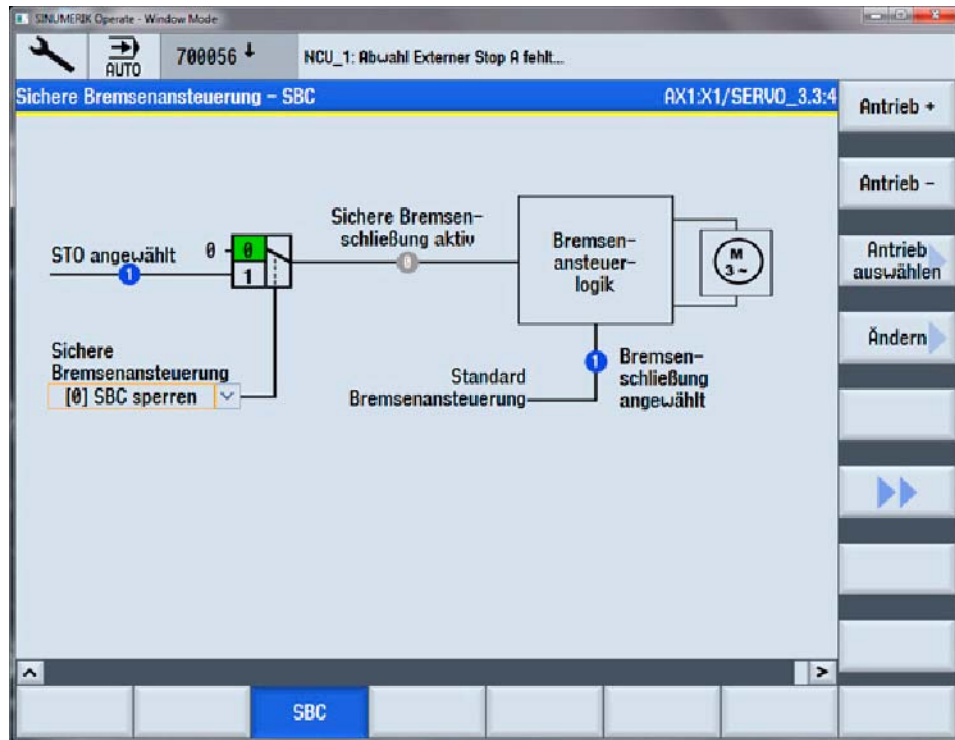 SINUMERIK Operate - Window Mode
AUTO
700056
NCU_1: Abwahl Externer Stop A fehlt...
Sichere Bremsenansteuerung - SBC
AX1:X1/SERVO_3.3:4
Antrieb +
Antrieb -
Antrieb
auswählen
Ändern
Sichere Bremsen-
schließung aktiv
STO angewählt
0
0
1
1
0
Bremsen-
ansteuer-
logik
M
3~
Sichere
Bremsenansteuerung
[0] SBC sperren
Standard
Bremsenansteuerung
1
Bremsen-
schließung
angewählt
SBC